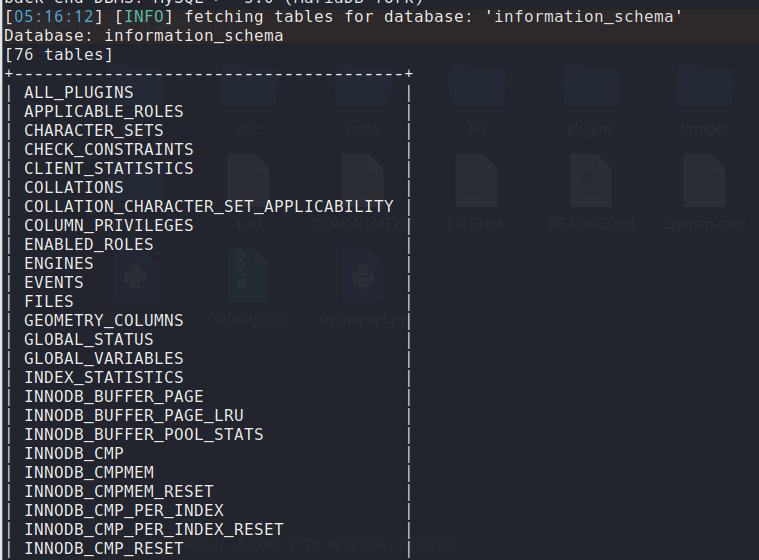 back-end DBMS: MySQL >= 5.0 (MariaDB fork)
[05:16:12] [INFO] fetching tables for database: 'information_schema'
Database: information_schema
[76 tables]
+---------------------------------------+
| ALL_PLUGINS |
| APPLICABLE_ROLES |
| CHARACTER_SETS |
| CHECK_CONSTRAINTS |
| CLIENT_STATISTICS |
| COLLATIONS |
| COLLATION_CHARACTER_SET_APPLICABILITY |
| COLUMN_PRIVILEGES |
| ENABLED_ROLES |
| ENGINES |
| EVENTS |
| FILES |
| GEOMETRY_COLUMNS |
| GLOBAL_STATUS |
| GLOBAL_VARIABLES |
| INDEX_STATISTICS |
| INNODB_BUFFER_PAGE |
| INNODB_BUFFER_PAGE_LRU |
| INNODB_BUFFER_POOL_STATS |
| INNODB_CMP |
| INNODB_CMPMEM |
| INNODB_CMPMEM_RESET |
| INNODB_CMP_PER_INDEX |
| INNODB_CMP_PER_INDEX_RESET |
| INNODB_CMP_RESET |
doc
extra
lib
plugins
tamper
1.txt
COMMITMENT
LICENSE
README.md
sqlmap.conf
sqlmap.zip
sqlmapapi.py